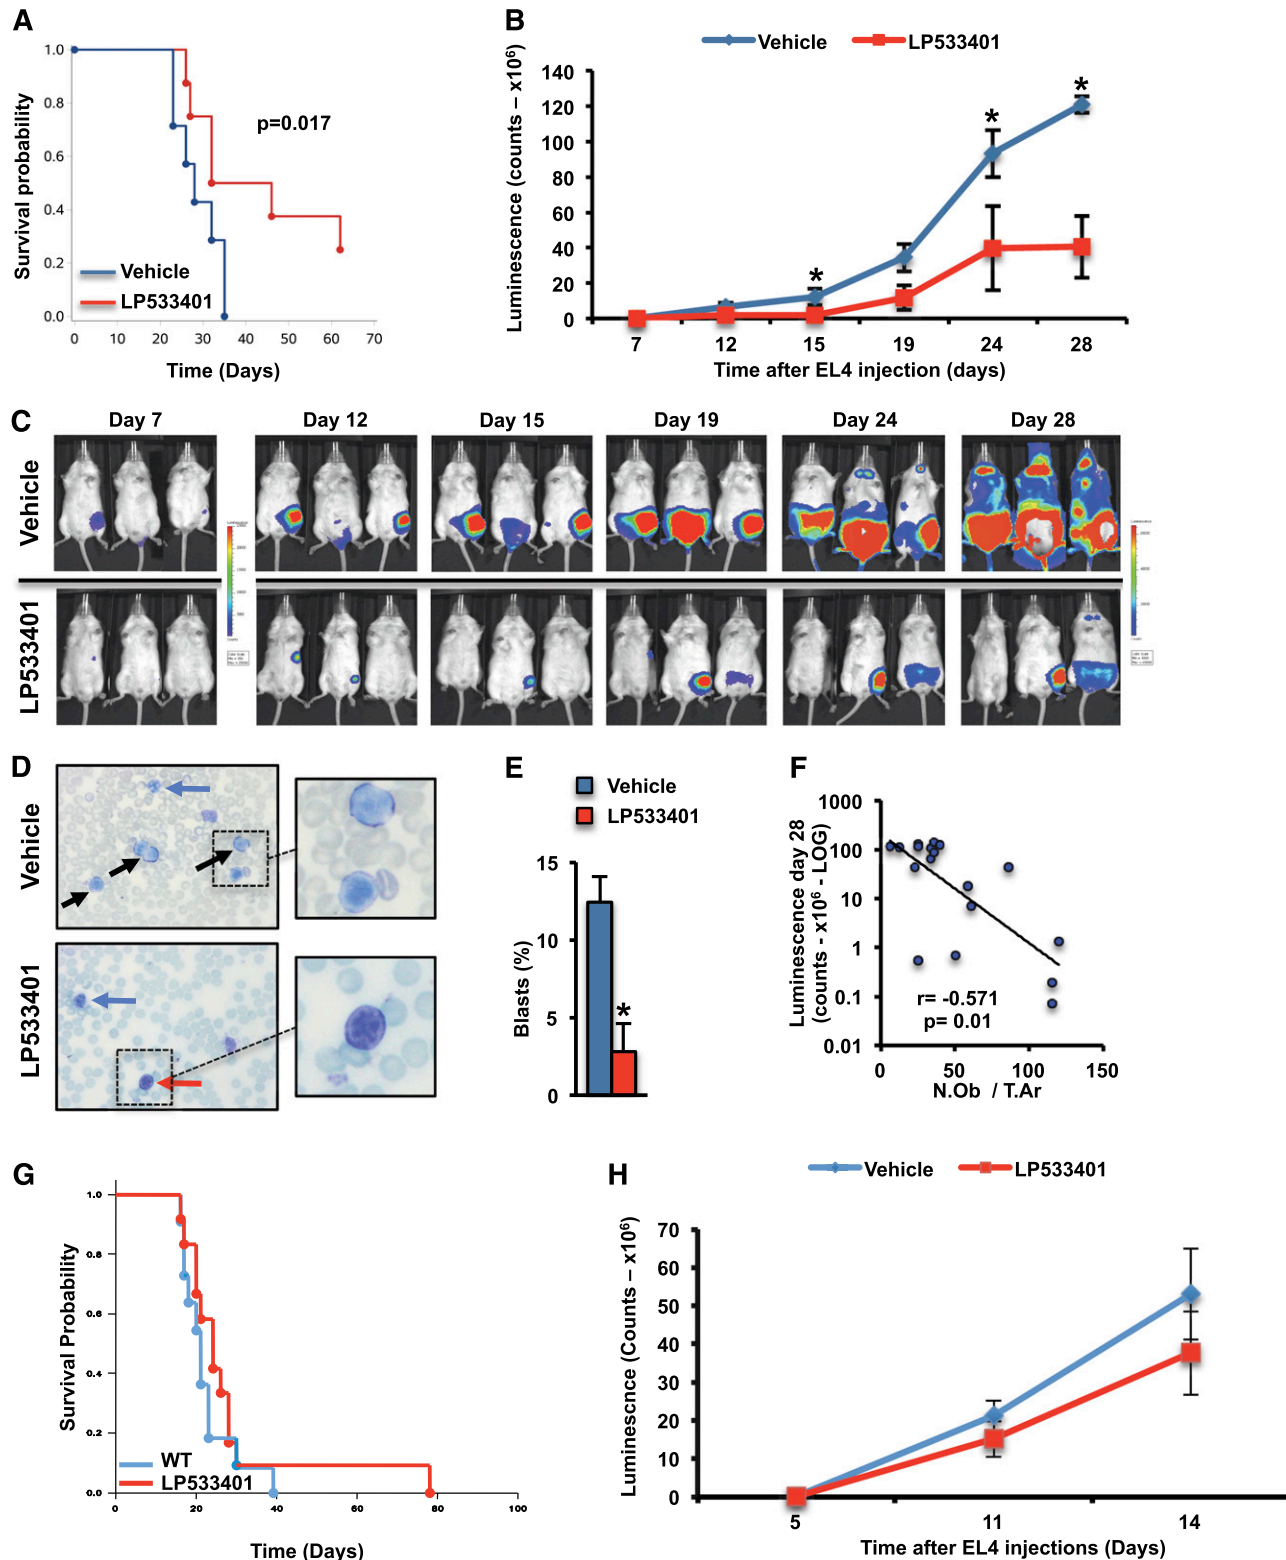 A
1.0
0.8
0.6
0.4
0.2
0.0
Survival probability
p=0.017
Vehicle
LP533401
0 10 20 30 40 50 60 70
Time (Days)
B
Vehicle LP533401
140
120
100
80
60
40
20
0
Luminescence (counts – x10⁶)
*
*
*
7 12 15 19 24 28
Time after EL4 injection (days)
C
Day 7 Day 12 Day 15 Day 19 Day 24 Day 28
Vehicle
LP533401
D
Vehicle
LP533401
E
Vehicle
LP533401
15
10
5
0
Blasts (%)
*
F
1000
100
10
1
0.1
0.01
Luminescence day 28
(counts - x10⁶ - LOG)
r= -0.571
p= 0.01
0 50 100 150
N.Ob / T.Ar
G
1.0
0.8
0.6
0.4
0.2
0.0
Survival Probability
WT
LP533401
0 20 40 60 80 100
Time (Days)
H
Vehicle LP533401
70
60
50
40
30
20
10
0
Luminescnce (Counts – x10⁶)
5 11 14
Time after EL4 injections (Days)